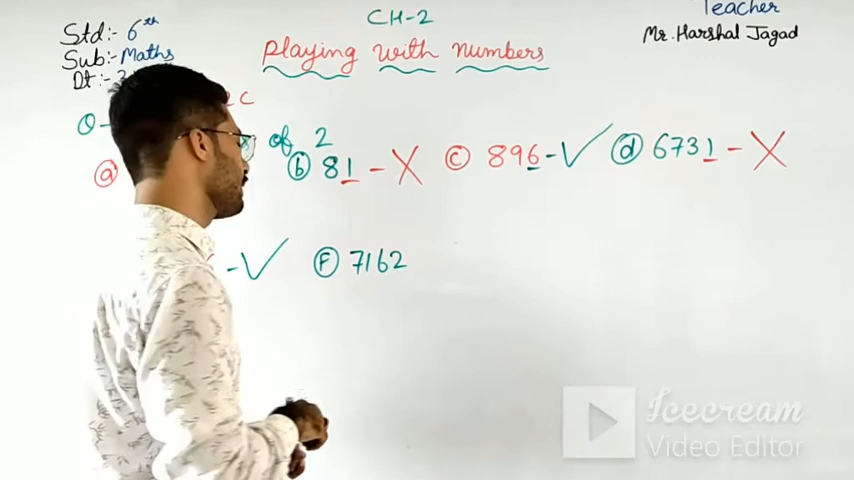 CH-2
Teacher
Std:- 6th
Sub:- Maths
Dt:-
Playing with Numbers
Mr. Harshal Jagad
of 2
(a)
(b) 81 - X
(c) 896 - ✓
(d) 6731 - X
- ✓
(F) 7162
Icecream
Video Editor